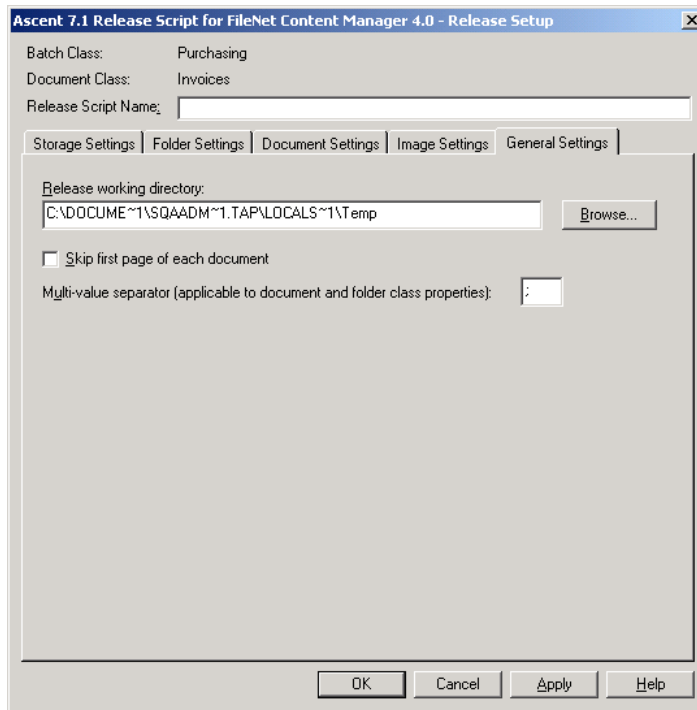 Ascent 7.1 Release Script for FileNet Content Manager 4.0 - Release Setup
Batch Class: Purchasing
Document Class: Invoices
Release Script Name:
Storage Settings Folder Settings Document Settings Image Settings General Settings
Release working directory:
C:\DOCUME~1\SQAADM~1.TAP\LOCALS~1\Temp Browse...
Skip first page of each document
Multi-value separator (applicable to document and folder class properties): ;
OK Cancel Apply Help